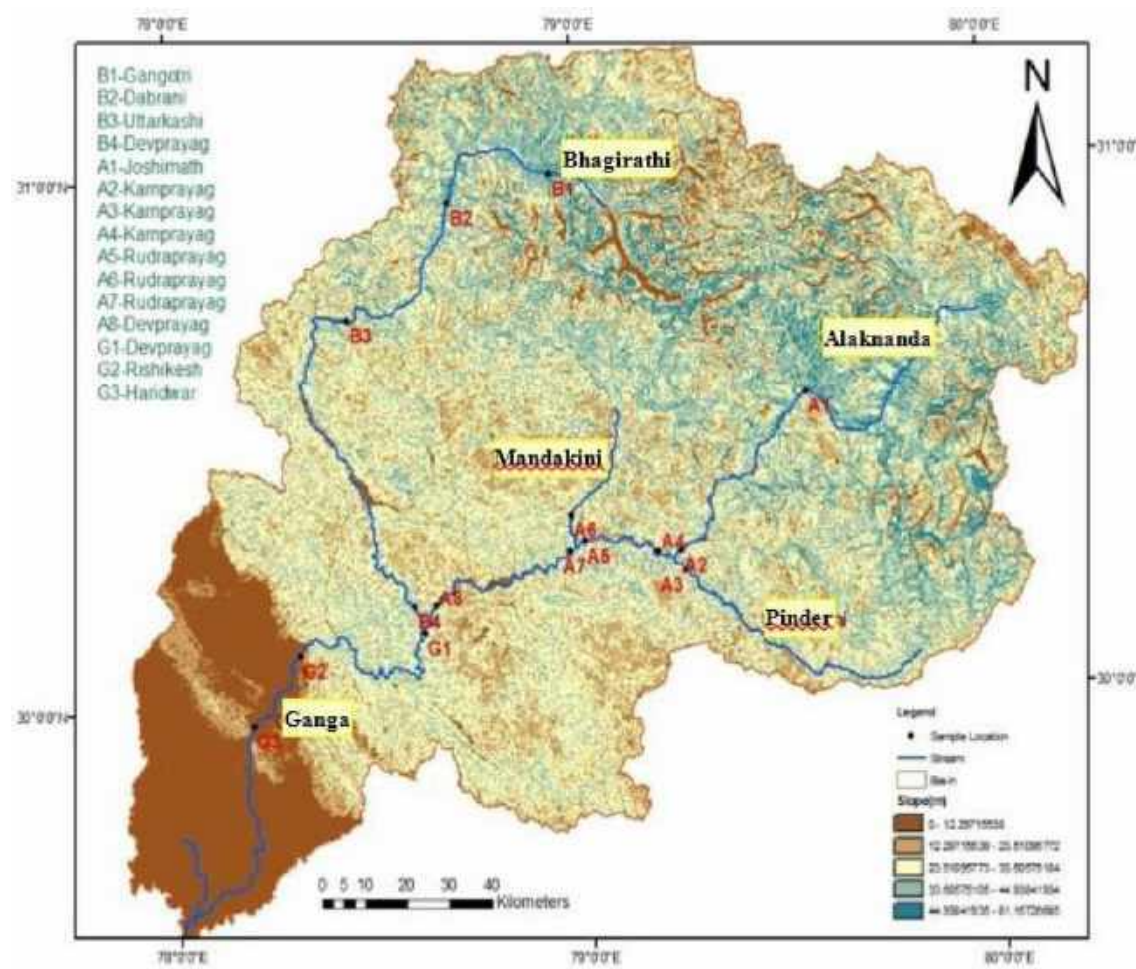 78°0'0"E 79°0'0"E 80°0'0"E
B1-Gangotri
B2-Dabrani
B3-Uttarkashi
B4-Devprayag
A1-Joshimath
A2-Karnprayag
A3-Karnprayag
A4-Karnprayag
A5-Rudraprayag
A6-Rudraprayag
A7-Rudraprayag
A8-Devprayag
G1-Devprayag
G2-Rishikesh
G3-Haridwar
N
31°0'0"N
31°0'0"
Bhagirathi
B1
B2
B3
Alaknanda
A1
Mandakini
A6
A5
A7
A4
A2
A3
Pinder
A8
B4
G1
G2
Ganga
G3
30°0'0"N
30°0'0"
Legend
Sample Location
Stream
Basin
Slope(m)
0 5 10 20 30 40
Kilometers
78°0'0"E 79°0'0"E 80°0'0"E